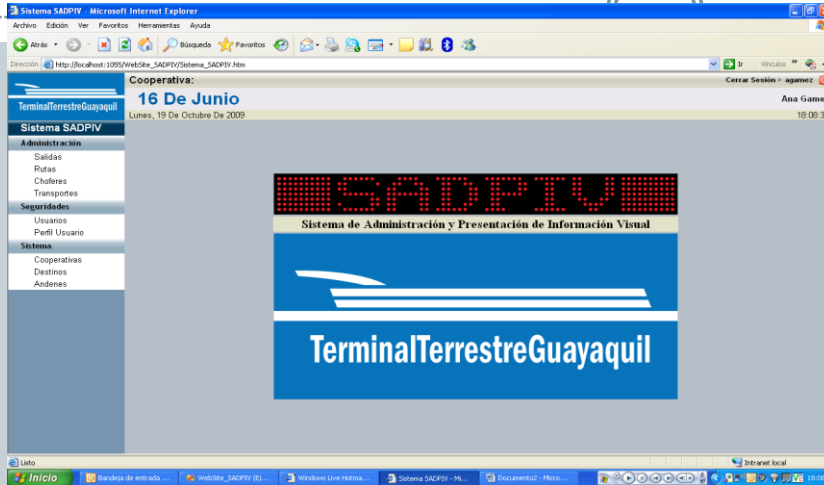 Sistema SADPIV - Microsoft Internet Explorer
Archivo Edición Ver Favoritos Herramientas Ayuda
Atrás Búsqueda Favoritos
Dirección http://localhost:1055/WebSite_SADPIV/Sistema_SADPIV.htm Ir Vínculos »
Cooperativa: Cerrar Sesión > agamez
TerminalTerrestreGuayaquil
16 De Junio Ana Game
Lunes, 19 De Octubre De 2009 18:08:3
Sistema SADPIV
Administración
Salidas
Rutas
Choferes
Transportes
Seguridades
Usuarios
Perfil Usuario
Sistema
Cooperativas
Destinos
Andenes
SADPIV
Sistema de Administración y Presentación de Información Visual
TerminalTerrestreGuayaquil
Listo Intranet local
Inicio Bandeja de entrada ... WebSite_SADPIV (E)... Windows Live Hotma... Sistema SADPIV - Mi... Documento2 - Micro... 18:08